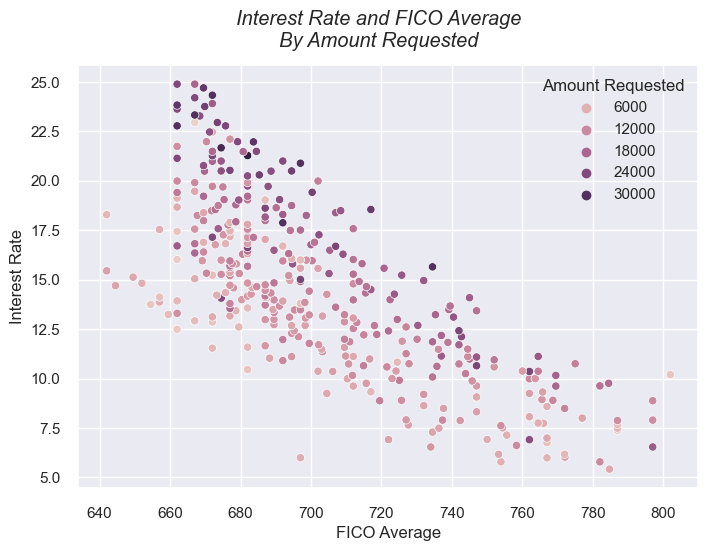 Interest Rate and FICO Average
By Amount Requested
Amount Requested
6000
12000
18000
24000
30000
Interest Rate
25.0
22.5
20.0
17.5
15.0
12.5
10.0
7.5
5.0
640 660 680 700 720 740 760 780 800
FICO Average